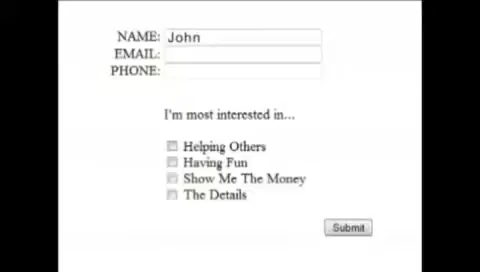 NAME: John
EMAIL:
PHONE:
I'm most interested in...
Helping Others
Having Fun
Show Me The Money
The Details
Submit